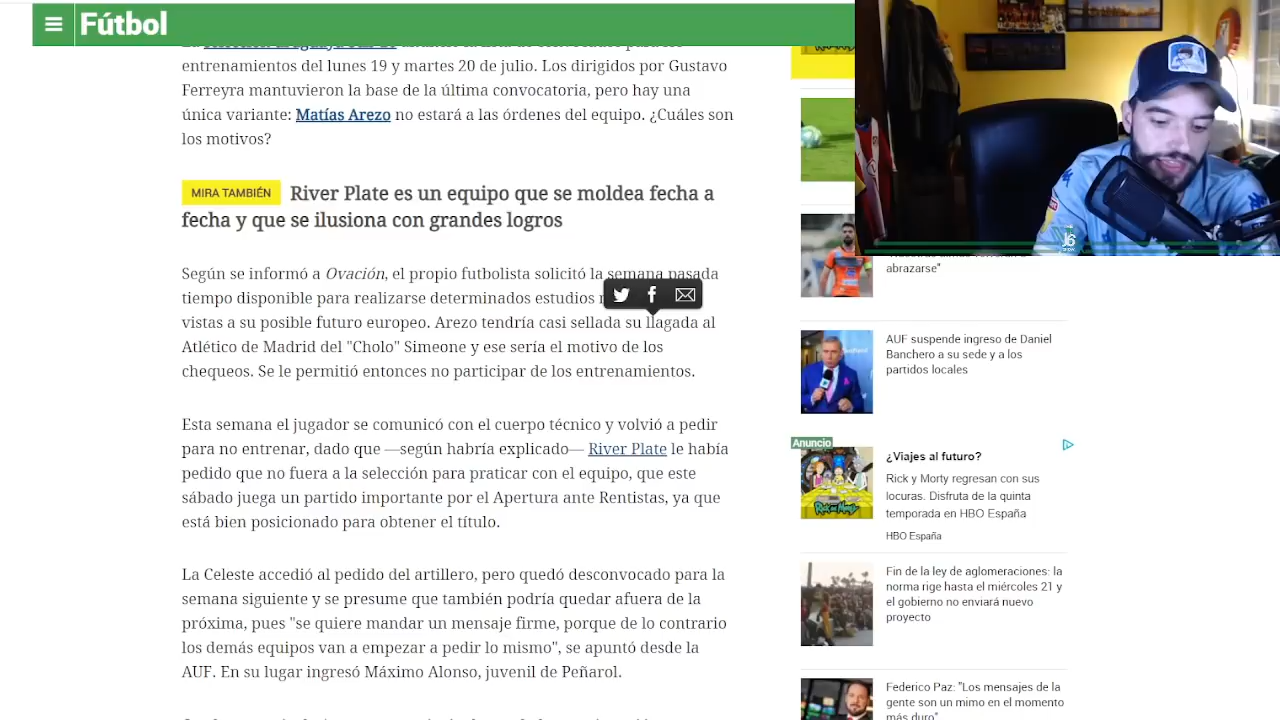 Fútbol
entrenamientos del lunes 19 y martes 20 de julio. Los dirigidos por Gustavo
Ferreyra mantuvieron la base de la última convocatoria, pero hay una
única variante: Matías Arezo no estará a las órdenes del equipo. ¿Cuáles son
los motivos?
MIRA TAMBIÉN River Plate es un equipo que se moldea fecha a
fecha y que se ilusiona con grandes logros
Según se informó a Ovación, el propio futbolista solicitó la semana pasada
tiempo disponible para realizarse determinados estudios
vistas a su posible futuro europeo. Arezo tendría casi sellada su llagada al
Atlético de Madrid del "Cholo" Simeone y ese sería el motivo de los
chequeos. Se le permitió entonces no participar de los entrenamientos.
Esta semana el jugador se comunicó con el cuerpo técnico y volvió a pedir
para no entrenar, dado que —según habría explicado— River Plate le había
pedido que no fuera a la selección para praticar con el equipo, que este
sábado juega un partido importante por el Apertura ante Rentistas, ya que
está bien posicionado para obtener el título.
La Celeste accedió al pedido del artillero, pero quedó desconvocado para la
semana siguiente y se presume que también podría quedar afuera de la
próxima, pues "se quiere mandar un mensaje firme, porque de lo contrario
los demás equipos van a empezar a pedir lo mismo", se apuntó desde la
AUF. En su lugar ingresó Máximo Alonso, juvenil de Peñarol.
abrazarse"
AUF suspende ingreso de Daniel
Banchero a su sede y a los
partidos locales
Anuncio
¿Viajes al futuro?
Rick y Morty regresan con sus
locuras. Disfruta de la quinta
temporada en HBO España
HBO España
Fin de la ley de aglomeraciones: la
norma rige hasta el miércoles 21 y
el gobierno no enviará nuevo
proyecto
Federico Paz: "Los mensajes de la
gente son un mimo en el momento
más duro"